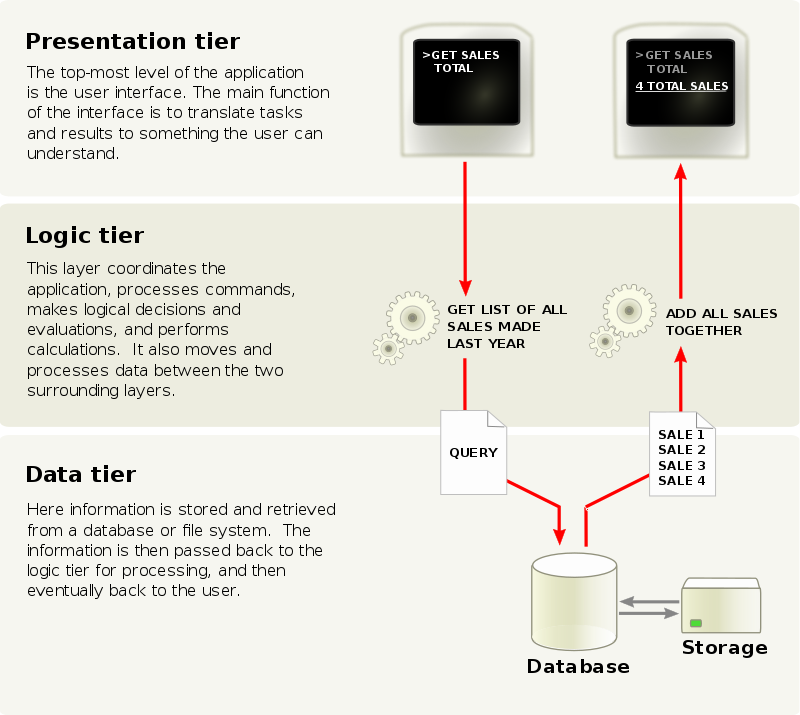 Presentation tier
The top-most level of the application
is the user interface. The main function
of the interface is to translate tasks
and results to something the user can
understand.
>GET SALES
TOTAL
>GET SALES
TOTAL
4 TOTAL SALES
Logic tier
This layer coordinates the
application, processes commands,
makes logical decisions and
evaluations, and performs
calculations.  It also moves and
processes data between the two
surrounding layers.
GET LIST OF ALL
SALES MADE
LAST YEAR
ADD ALL SALES
TOGETHER
Data tier
Here information is stored and retrieved
from a database or file system.  The
information is then passed back to the
logic tier for processing, and then
eventually back to the user.
QUERY
SALE 1
SALE 2
SALE 3
SALE 4
Database
Storage